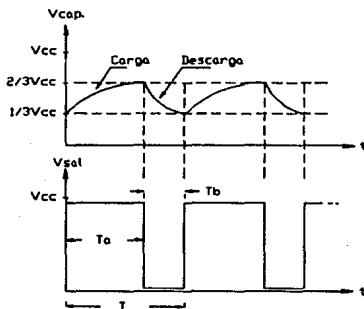 Vcap.
Vcc
Carga
Descarga
2/3Vcc
1/3Vcc
t
Vsal
Vcc
Tb
Ta
t
T